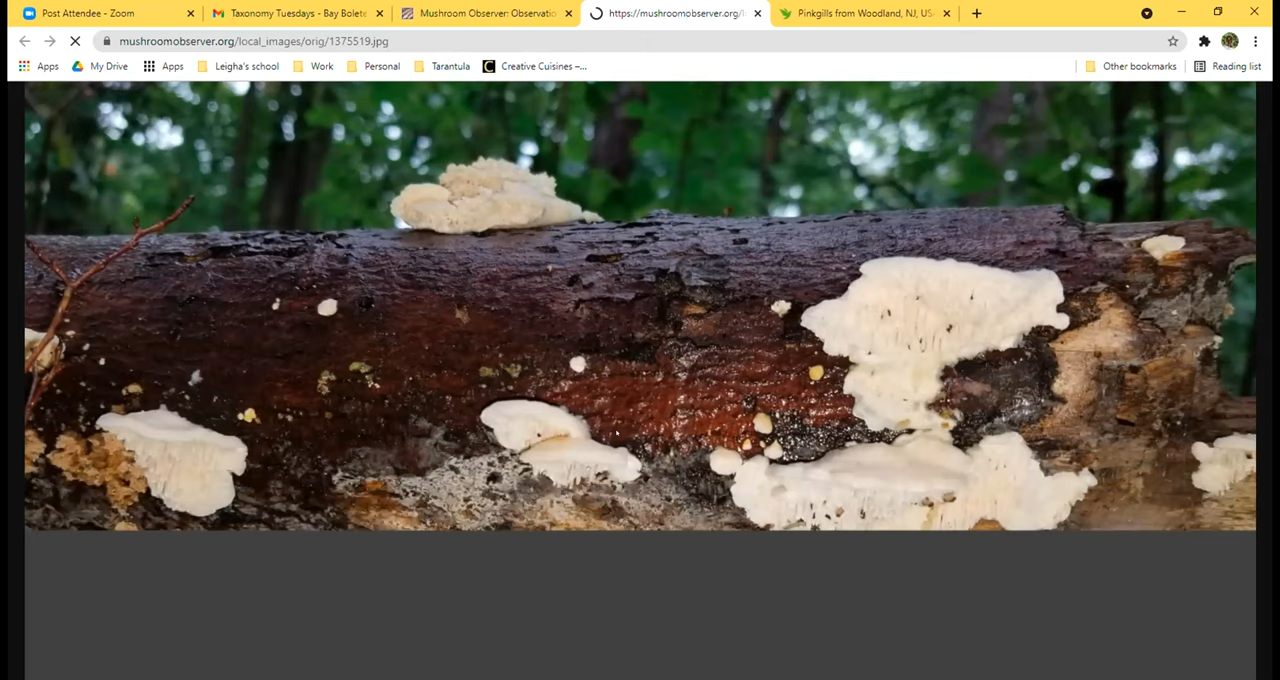 Post Attendee - Zoom
Taxonomy Tuesdays - Bay Bolete
Mushroom Observer: Observatio
https://mushroomobserver.org/l
Pinkgills from Woodland, NJ, US
mushroomobserver.org/local_images/orig/1375519.jpg
Apps My Drive Apps Leigha's school Work Personal Tarantula Creative Cuisines –... Other bookmarks Reading list